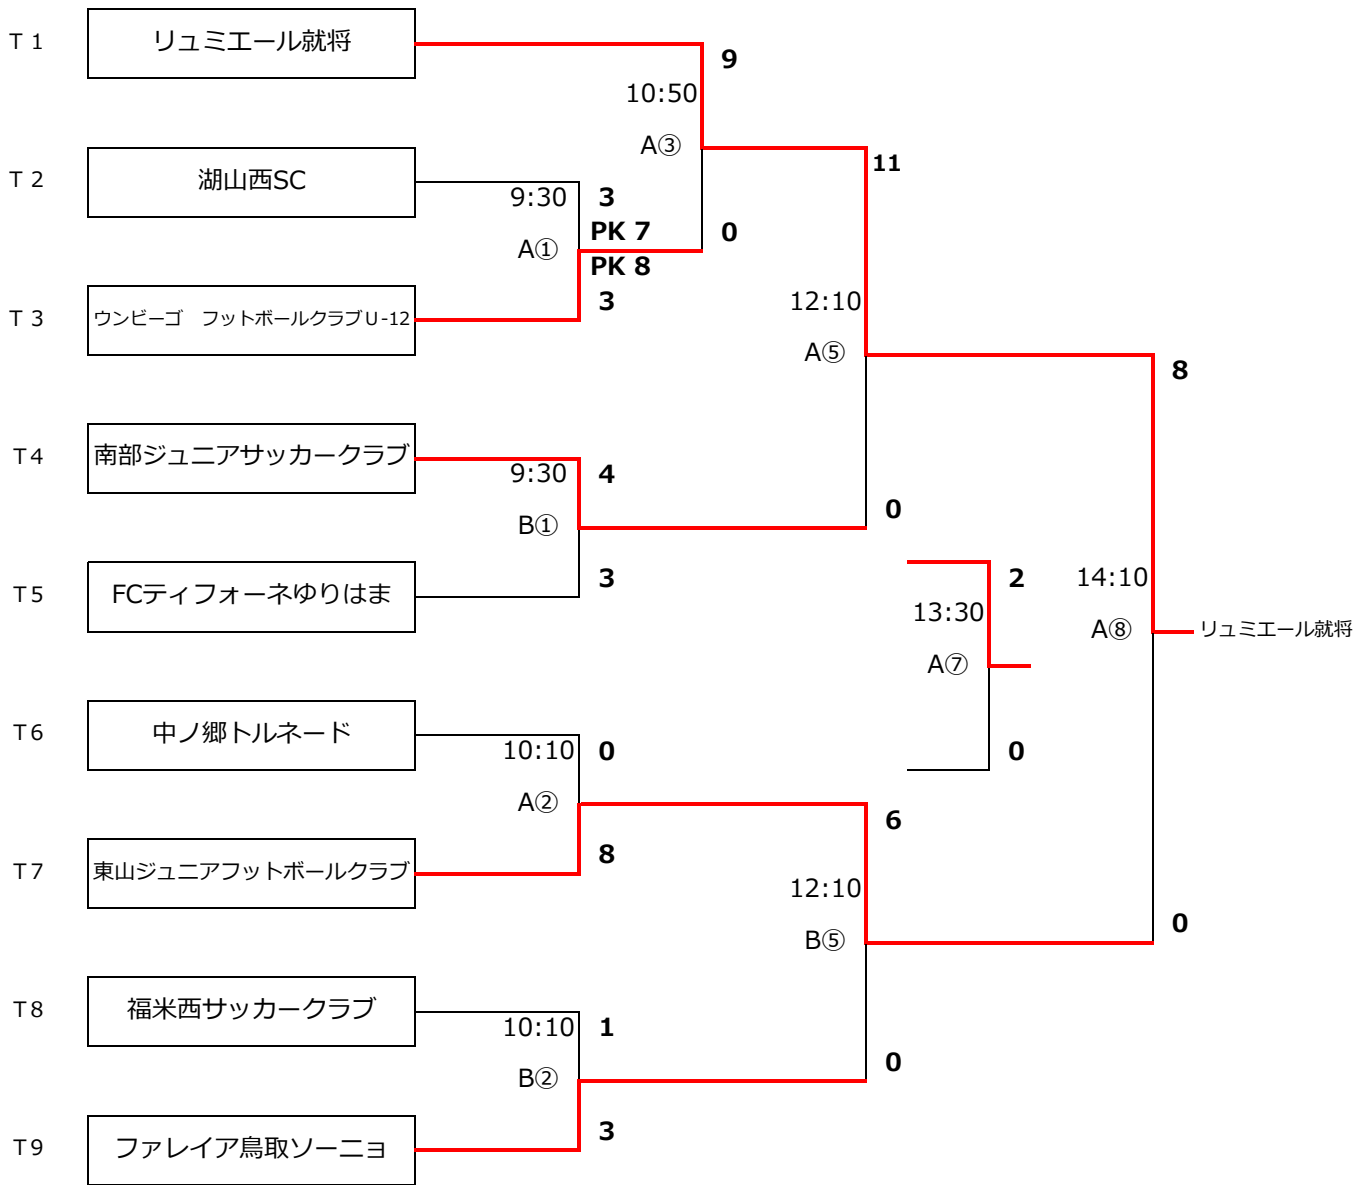 T 1 リュミエール就将
9
10:50
A③
T 2 湖山西SC
11
9:30 3
PK 7 0
A①
PK 8
3
T 3 ウンビーゴ　フットボールクラブU-12
12:10
A⑤
8
T4 南部ジュニアサッカークラブ
9:30 4
0
B①
T5 FCティフォーネゆりはま
3
2 14:10
13:30
A⑧ リュミエール就将
A⑦
T6 中ノ郷トルネード
10:10 0
0
A②
6
T7 東山ジュニアフットボールクラブ
8
12:10
0
B⑤
T8 福米西サッカークラブ
10:10 1
0
B②
3
T9 ファレイア鳥取ソーニョ